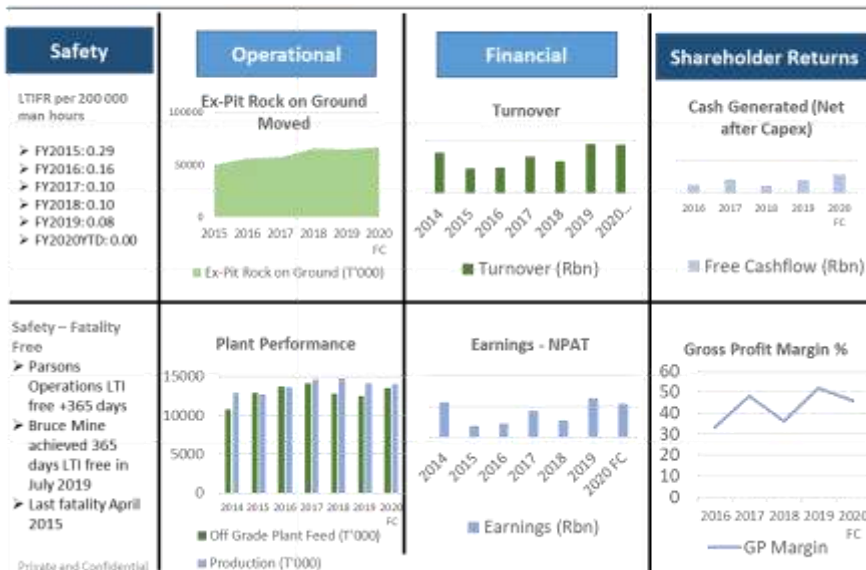 Safety
LTIFR per 200 000
man hours
➤ FY2015: 0.29
➤ FY2016: 0.16
➤ FY2017: 0.10
➤ FY2018: 0.10
➤ FY2019: 0.08
➤ FY2020YTD: 0.00
Operational
Ex-Pit Rock on Ground
Moved
100000
50000
0
2015 2016 2017 2018 2019 2020
FC
Ex-Pit Rock on Ground (T'000)
Financial
Turnover
2014 2015 2016 2017 2018 2019 2020...
Turnover (Rbn)
Shareholder Returns
Cash Generated (Net
after Capex)
2016 2017 2018 2019 2020
FC
Free Cashflow (Rbn)
Safety – Fatality
Free
➤ Parsons
Operations LTI
free +365 days
➤ Bruce Mine
achieved 365
days LTI free in
July 2019
➤ Last fatality April
2015
Private and Confidential
Plant Performance
15000
10000
5000
0
2014 2015 2016 2017 2018 2019 2020
FC
Off Grade Plant Feed (T'000)
Production (T'000)
Earnings - NPAT
2014 2015 2016 2017 2018 2019 2020 FC
Earnings (Rbn)
Gross Profit Margin %
60
50
40
30
20
10
0
2016 2017 2018 2019 2020
FC
GP Margin